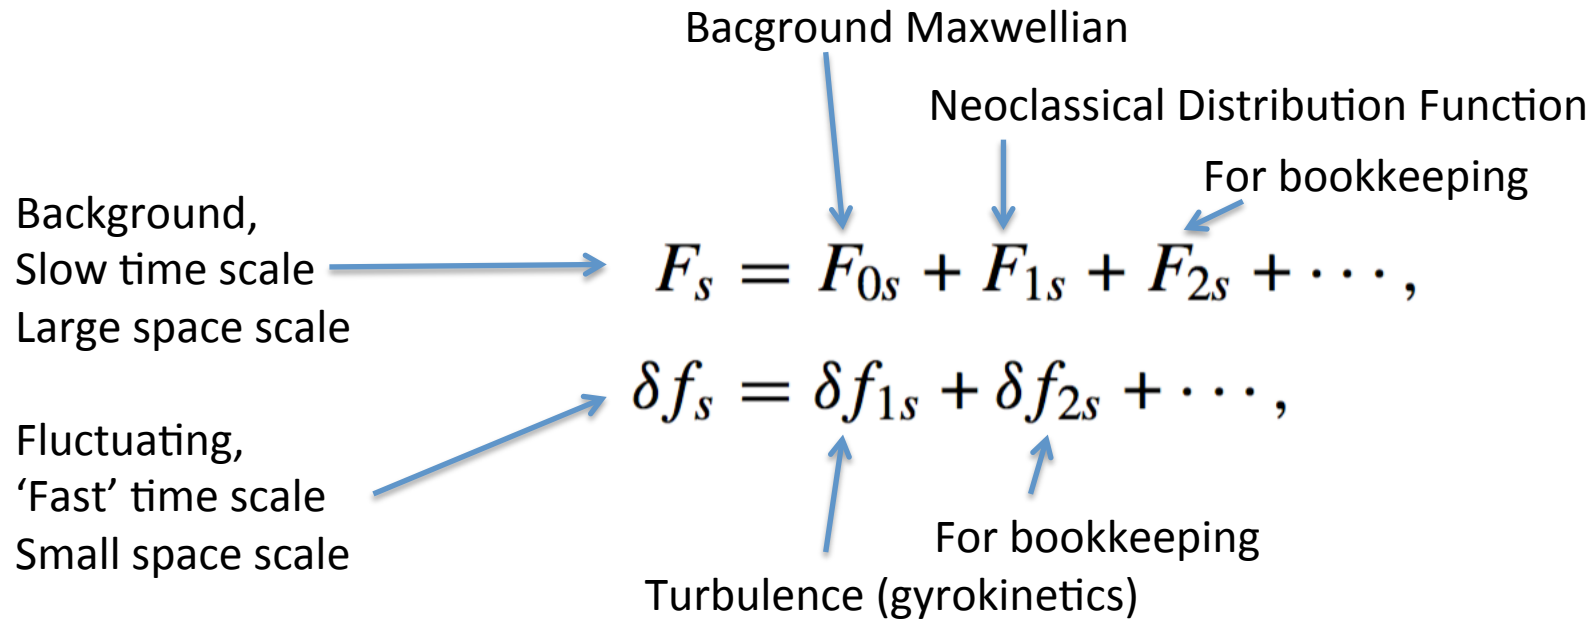 Bacground Maxwellian
Neoclassical Distribution Function
For bookkeeping
Background,
Slow time scale
Large space scale
F_s = F_{0s} + F_{1s} + F_{2s} + ··· ,
δf_s = δf_{1s} + δf_{2s} + ··· ,
Fluctuating,
‘Fast’ time scale
Small space scale
For bookkeeping
Turbulence (gyrokinetics)